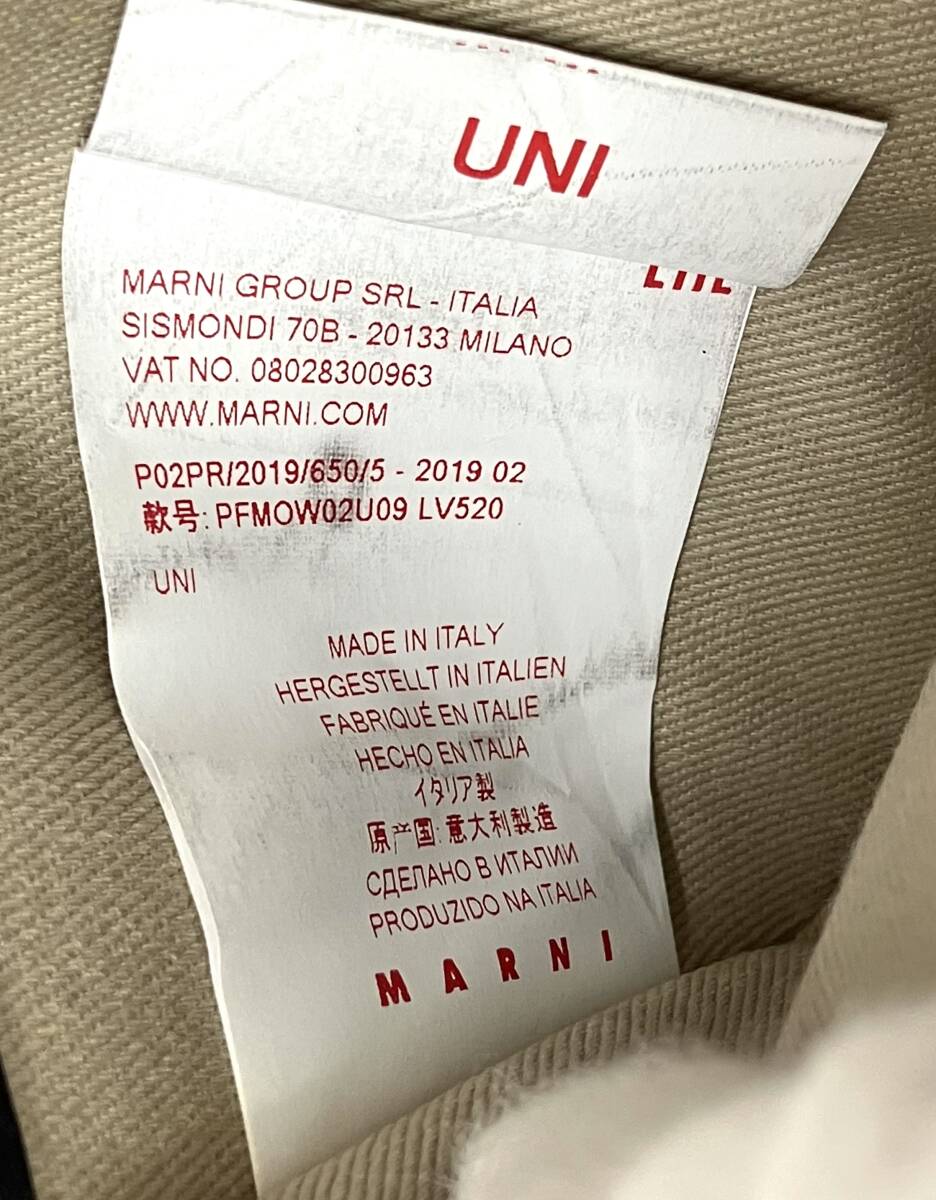 UNI
MARNI GROUP SRL - ITALIA
SISMONDI 70B - 20133 MILANO
VAT NO. 08028300963
WWW.MARNI.COM
P02PR/2019/650/5 - 2019 02
款号: PFMOW02U09 LV520
UNI
MADE IN ITALY
HERGESTELLT IN ITALIEN
FABRIQUÉ EN ITALIE
HECHO EN ITALIA
イタリア製
原产国: 意大利製造
СДЕЛАНО В ИТАЛИИ
PRODUZIDO NA ITALIA
MARNI